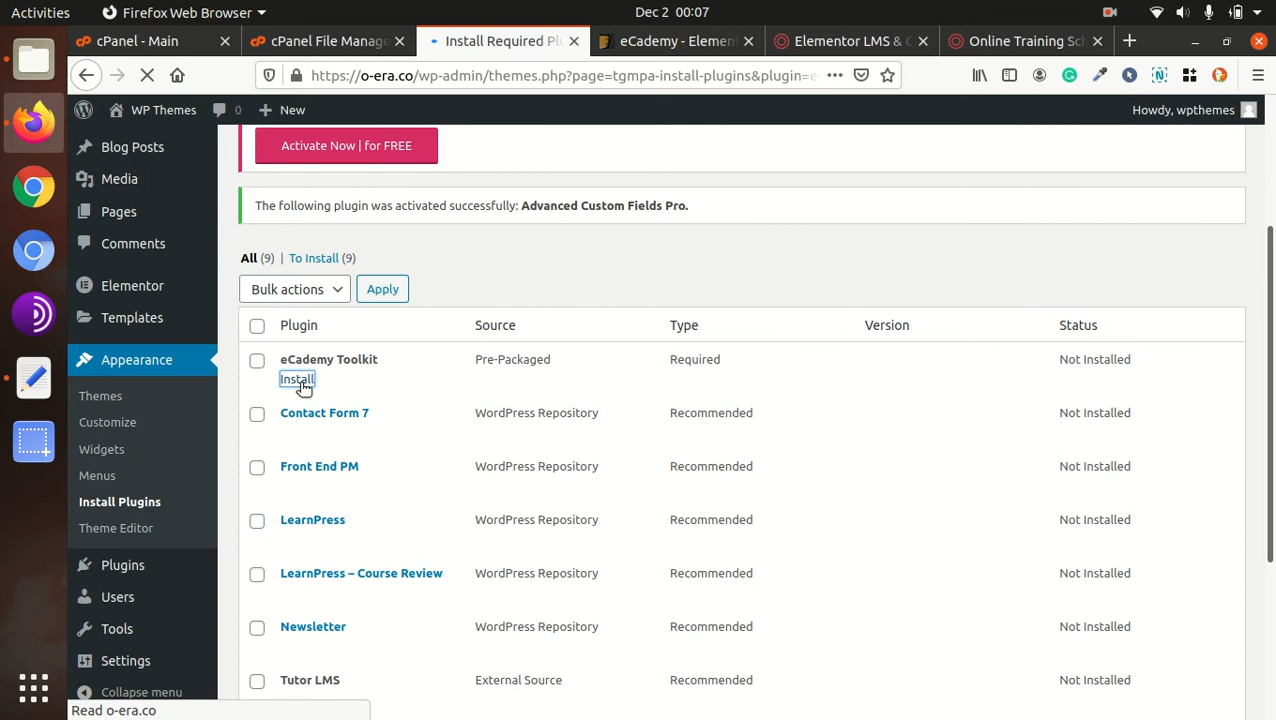 Activities
Firefox Web Browser
Dec 2 00:07
cPanel - Main
cPanel File Manage
Install Required Plu
eCademy - Element
Elementor LMS & O
Online Training Sch
https://o-era.co/wp-admin/themes.php?page=tgmpa-install-plugins&plugin=e
WP Themes
0
New
Howdy, wpthemes
Blog Posts
Media
Pages
Comments
Elementor
Templates
Appearance
Themes
Customize
Widgets
Menus
Install Plugins
Theme Editor
Plugins
Users
Tools
Settings
Collapse menu
Read o-era.co
Activate Now | for FREE
The following plugin was activated successfully: Advanced Custom Fields Pro.
All (9) | To Install (9)
Bulk actions
Apply
Plugin Source Type Version Status
eCademy Toolkit Pre-Packaged Required Not Installed
Install
Contact Form 7 WordPress Repository Recommended Not Installed
Front End PM WordPress Repository Recommended Not Installed
LearnPress WordPress Repository Recommended Not Installed
LearnPress – Course Review WordPress Repository Recommended Not Installed
Newsletter WordPress Repository Recommended Not Installed
Tutor LMS External Source Recommended Not Installed